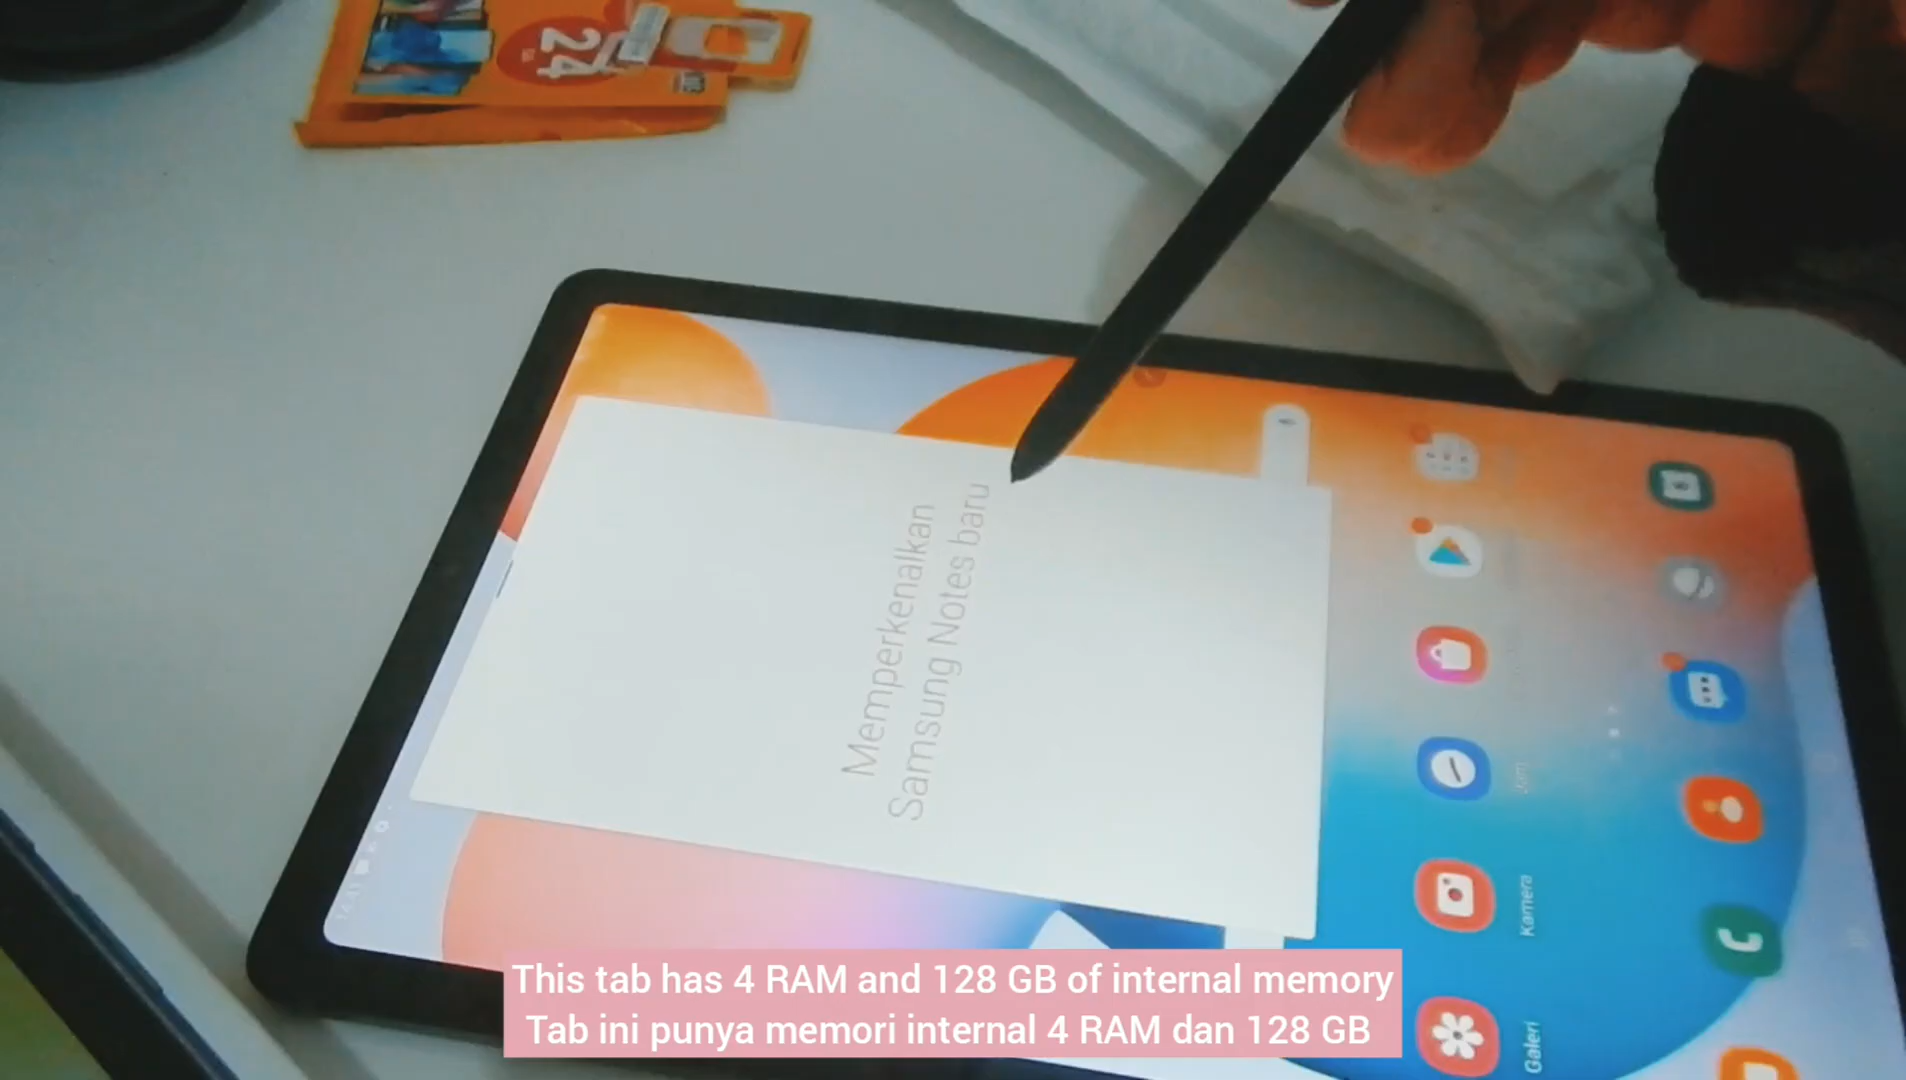 24
Memperkenalkan
Samsung Notes baru
Jam
Kamera
Galeri
This tab has 4 RAM and 128 GB of internal memory
Tab ini punya memori internal 4 RAM dan 128 GB